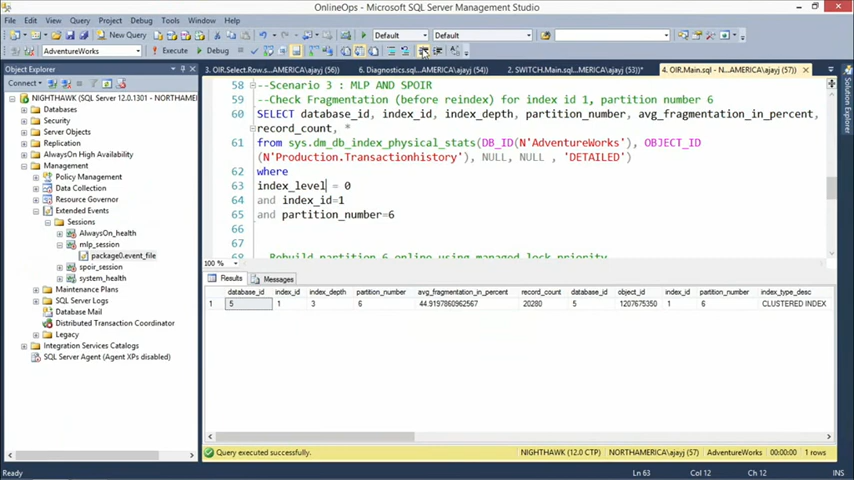 OnlineOps - Microsoft SQL Server Management Studio
File Edit View Query Project Debug Tools Window Help
New Query Default Default
AdventureWorks Execute Debug
Object Explorer
3. OIR.Select.Row.s...AMERICA\ajayj (56))
6. Diagnostics.sql...AMERICA\ajayj (54))
2. SWITCH.Main.sql...AMERICA\ajayj (53))*
4. OIR.Main.sql - N...AMERICA\ajayj (57))
Connect
NIGHTHAWK (SQL Server 12.0.1301 - NORTHAMERI
Databases
Security
Server Objects
Replication
AlwaysOn High Availability
Management
Policy Management
Data Collection
Resource Governor
Extended Events
Sessions
AlwaysOn_health
mlp_session
package0.event_file
spoir_session
system_health
Maintenance Plans
SQL Server Logs
Database Mail
Distributed Transaction Coordinator
Legacy
Integration Services Catalogs
SQL Server Agent (Agent XPs disabled)
58 --Scenario 3 : MLP AND SPOIR
59 --Check Fragmentation (before reindex) for index id 1, partition number 6
60 SELECT database_id, index_id, index_depth, partition_number, avg_fragmentation_in_percent,
record_count, *
61 from sys.dm_db_index_physical_stats(DB_ID(N'AdventureWorks'), OBJECT_ID
(N'Production.Transactionhistory'), NULL, NULL , 'DETAILED')
62 where
63 index_level = 0
64 and index_id=1
65 and partition_number=6
66
67
Rebuild partition 6 online using managed lock priority
100 %
Results Messages
database_id index_id index_depth partition_number avg_fragmentation_in_percent record_count database_id object_id index_id partition_number index_type_desc
1 5 1 3 6 44.9197860962567 20280 5 1207675350 1 6 CLUSTERED INDEX
Query executed successfully. NIGHTHAWK (12.0 CTP) NORTHAMERICA\ajayj (57) AdventureWorks 00:00:00 1 rows
Ready Ln 63 Col 12 Ch 12 INS
Solution Explorer